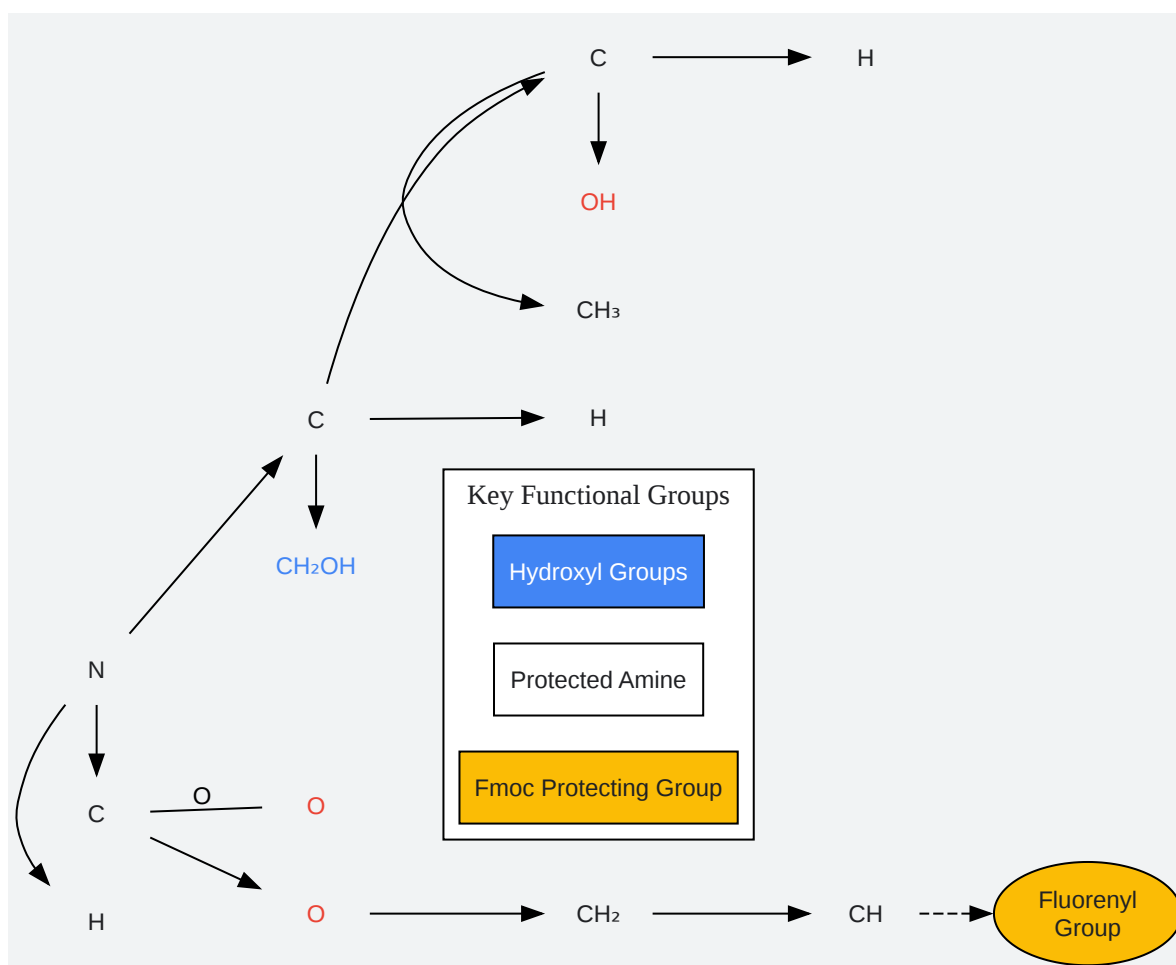 C
H
OH
CH₃
C
H
CH₂OH
Key Functional Groups
Hydroxyl Groups
Protected Amine
Fmoc Protecting Group
N
C
O
O
H
O
CH₂
CH
Fluorenyl
Group